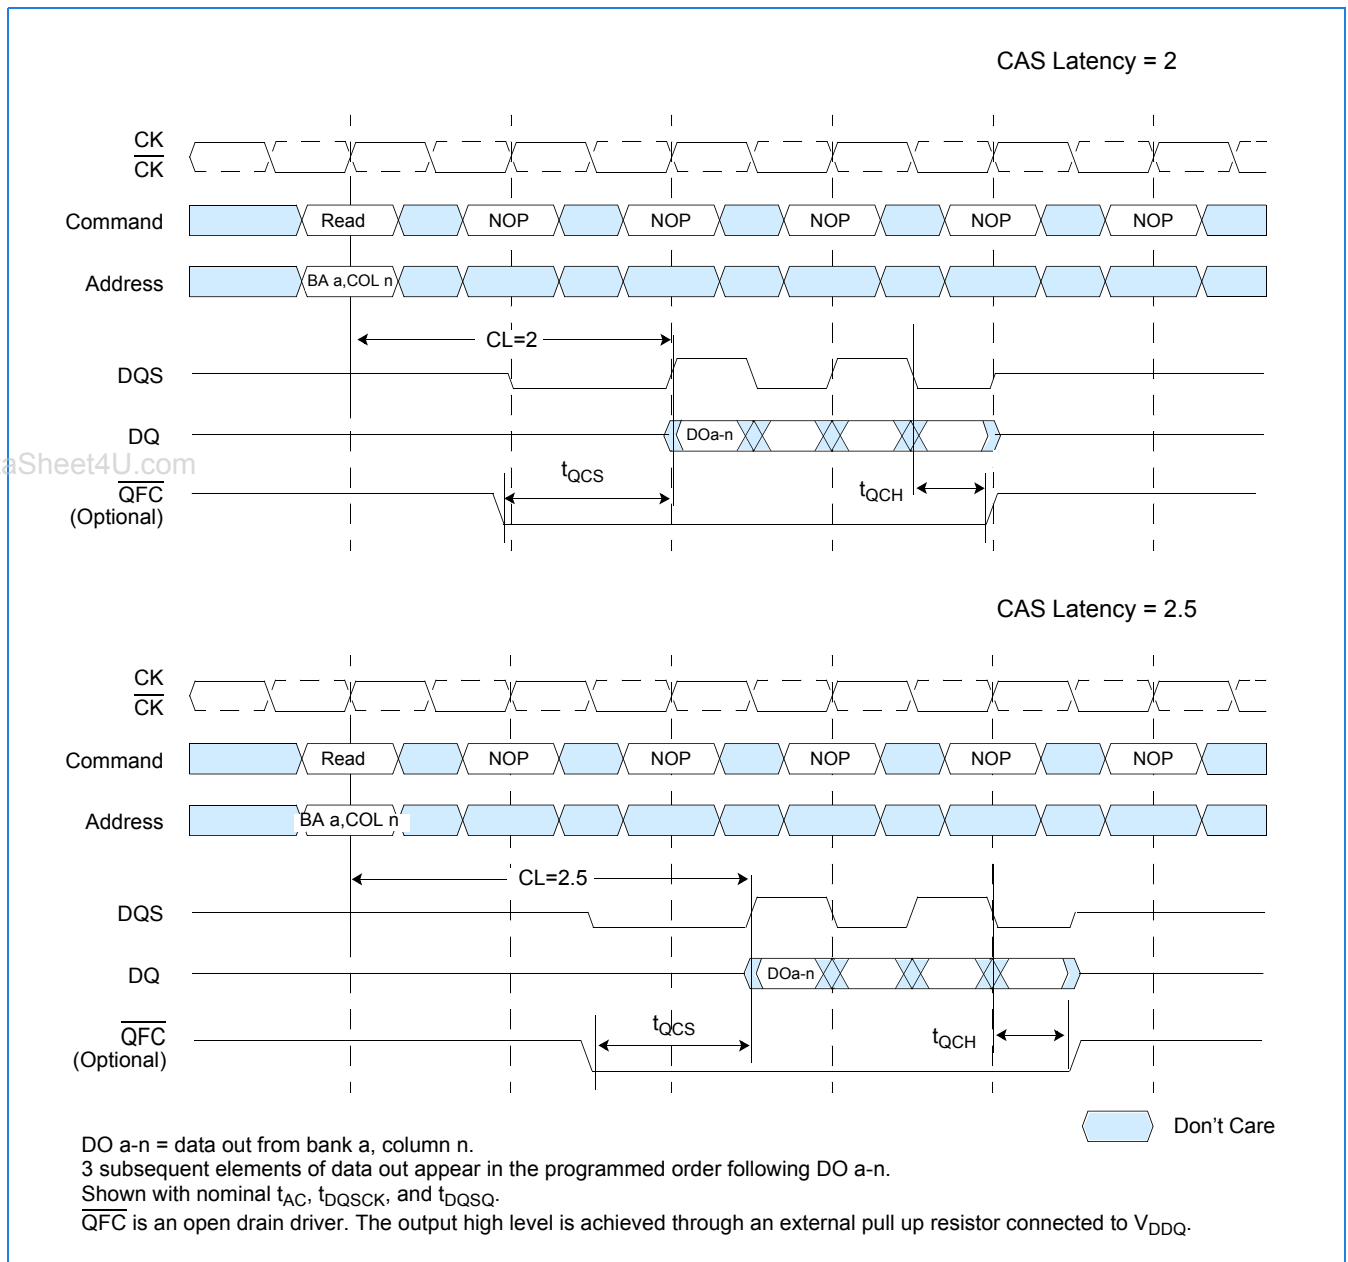 CAS Latency = 2
CK
CK
Command Read NOP NOP NOP NOP NOP
Address BA a,COL n
CL=2
DQS
DQ DOa-n
aSheet4U.com
tQCS
tQCH
QFC
(Optional)
CAS Latency = 2.5
CK
CK
Command Read NOP NOP NOP NOP NOP
Address BA a,COL n
CL=2.5
DQS
DQ DOa-n
tQCS
tQCH
QFC
(Optional)
Don't Care
DO a-n = data out from bank a, column n.
3 subsequent elements of data out appear in the programmed order following DO a-n.
Shown with nominal tAC, tDQSCK, and tDQSQ.
QFC is an open drain driver. The output high level is achieved through an external pull up resistor connected to VDDQ.